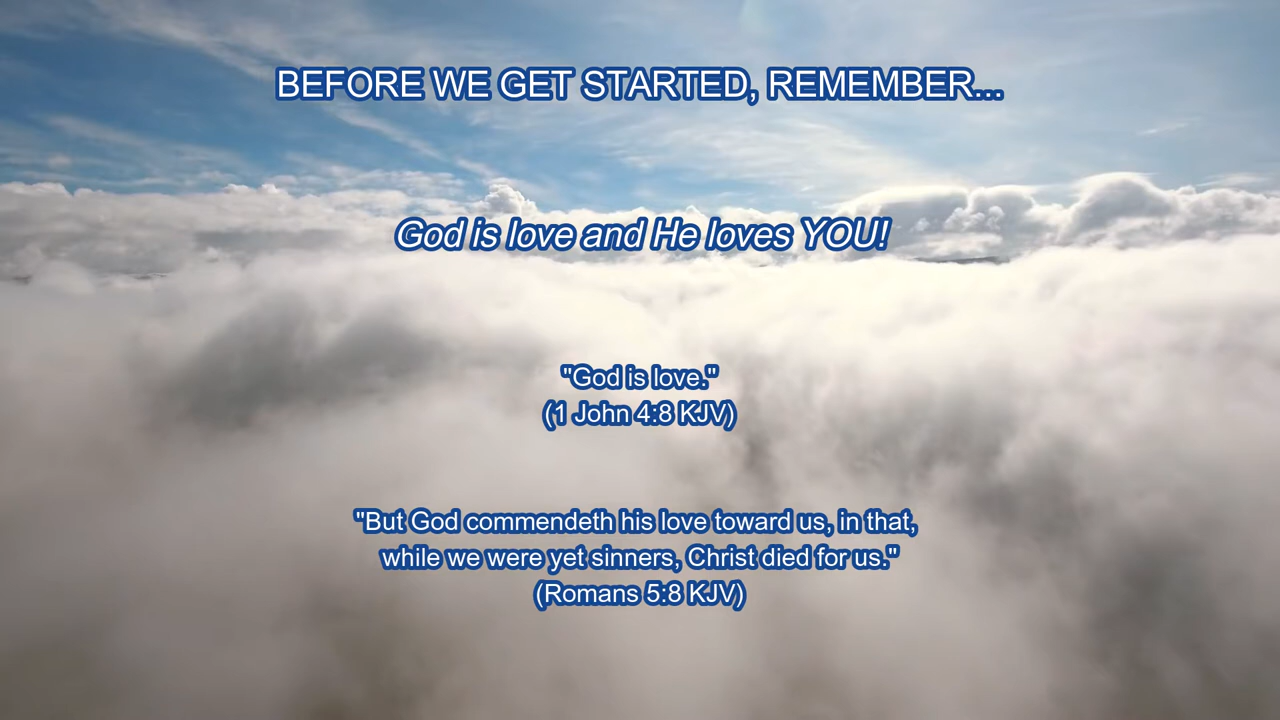 BEFORE WE GET STARTED, REMEMBER...
God is love and He loves YOU!
"God is love."
(1 John 4:8 KJV)
"But God commendeth his love toward us, in that,
while we were yet sinners, Christ died for us."
(Romans 5:8 KJV)